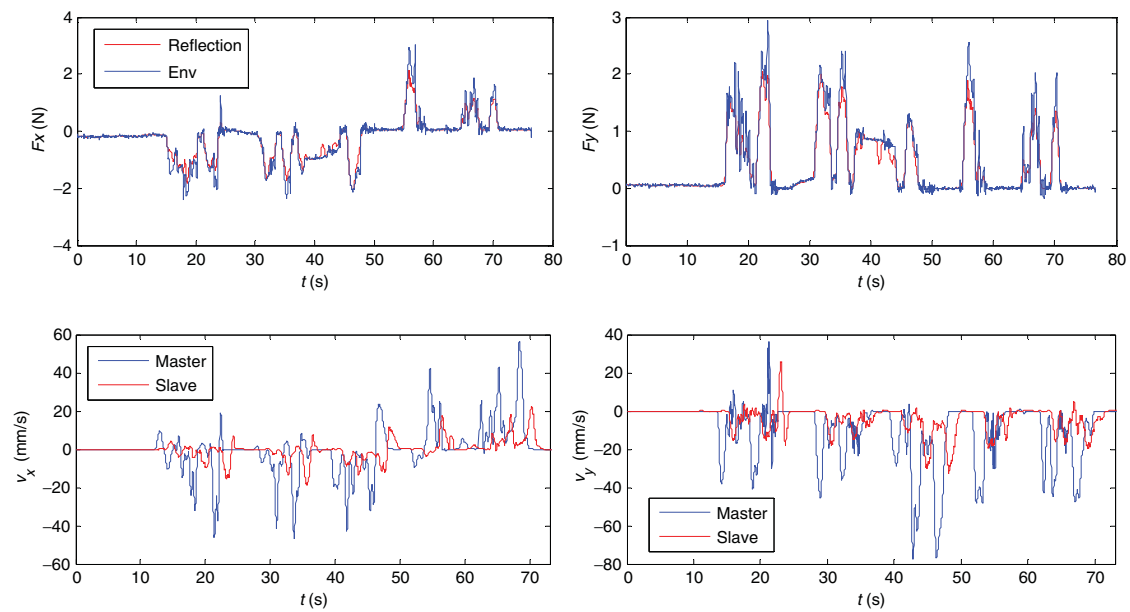 4
2
0
−2
−4
Fx (N)
Reflection
Env
0 10 20 30 40 50 60 70 80
t (s)
3
2
1
0
−1
Fy (N)
0 10 20 30 40 50 60 70 80
t (s)
60
40
20
0
−20
−40
−60
vx (mm/s)
Master
Slave
0 10 20 30 40 50 60 70
t (s)
40
20
0
−20
−40
−60
−80
vy (mm/s)
Master
Slave
0 10 20 30 40 50 60 70
t (s)